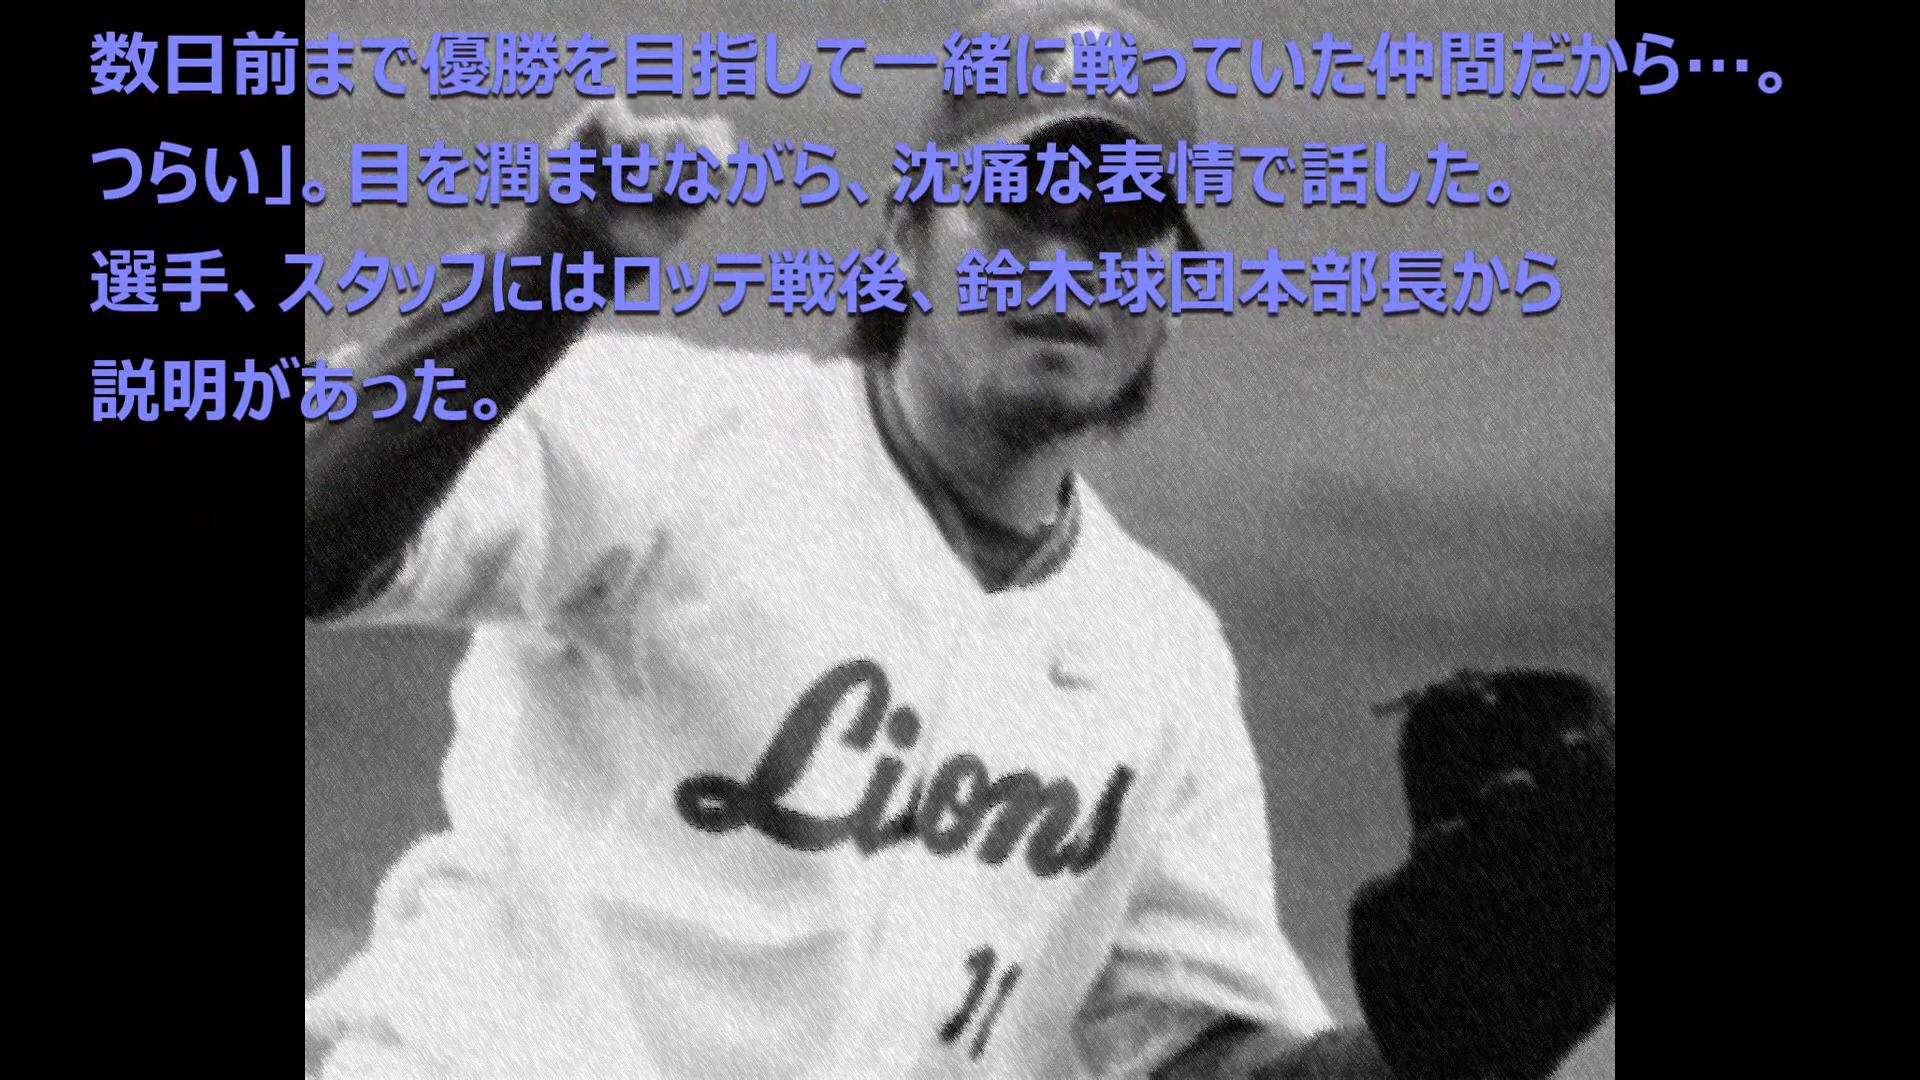 数日前まで優勝を目指して一緒に戦っていた仲間だから…。
つらい」。目を潤ませながら、沈痛な表情で話した。
選手、スタッフにはロッテ戦後、鈴木球団本部長から
説明があった。
Lions
11